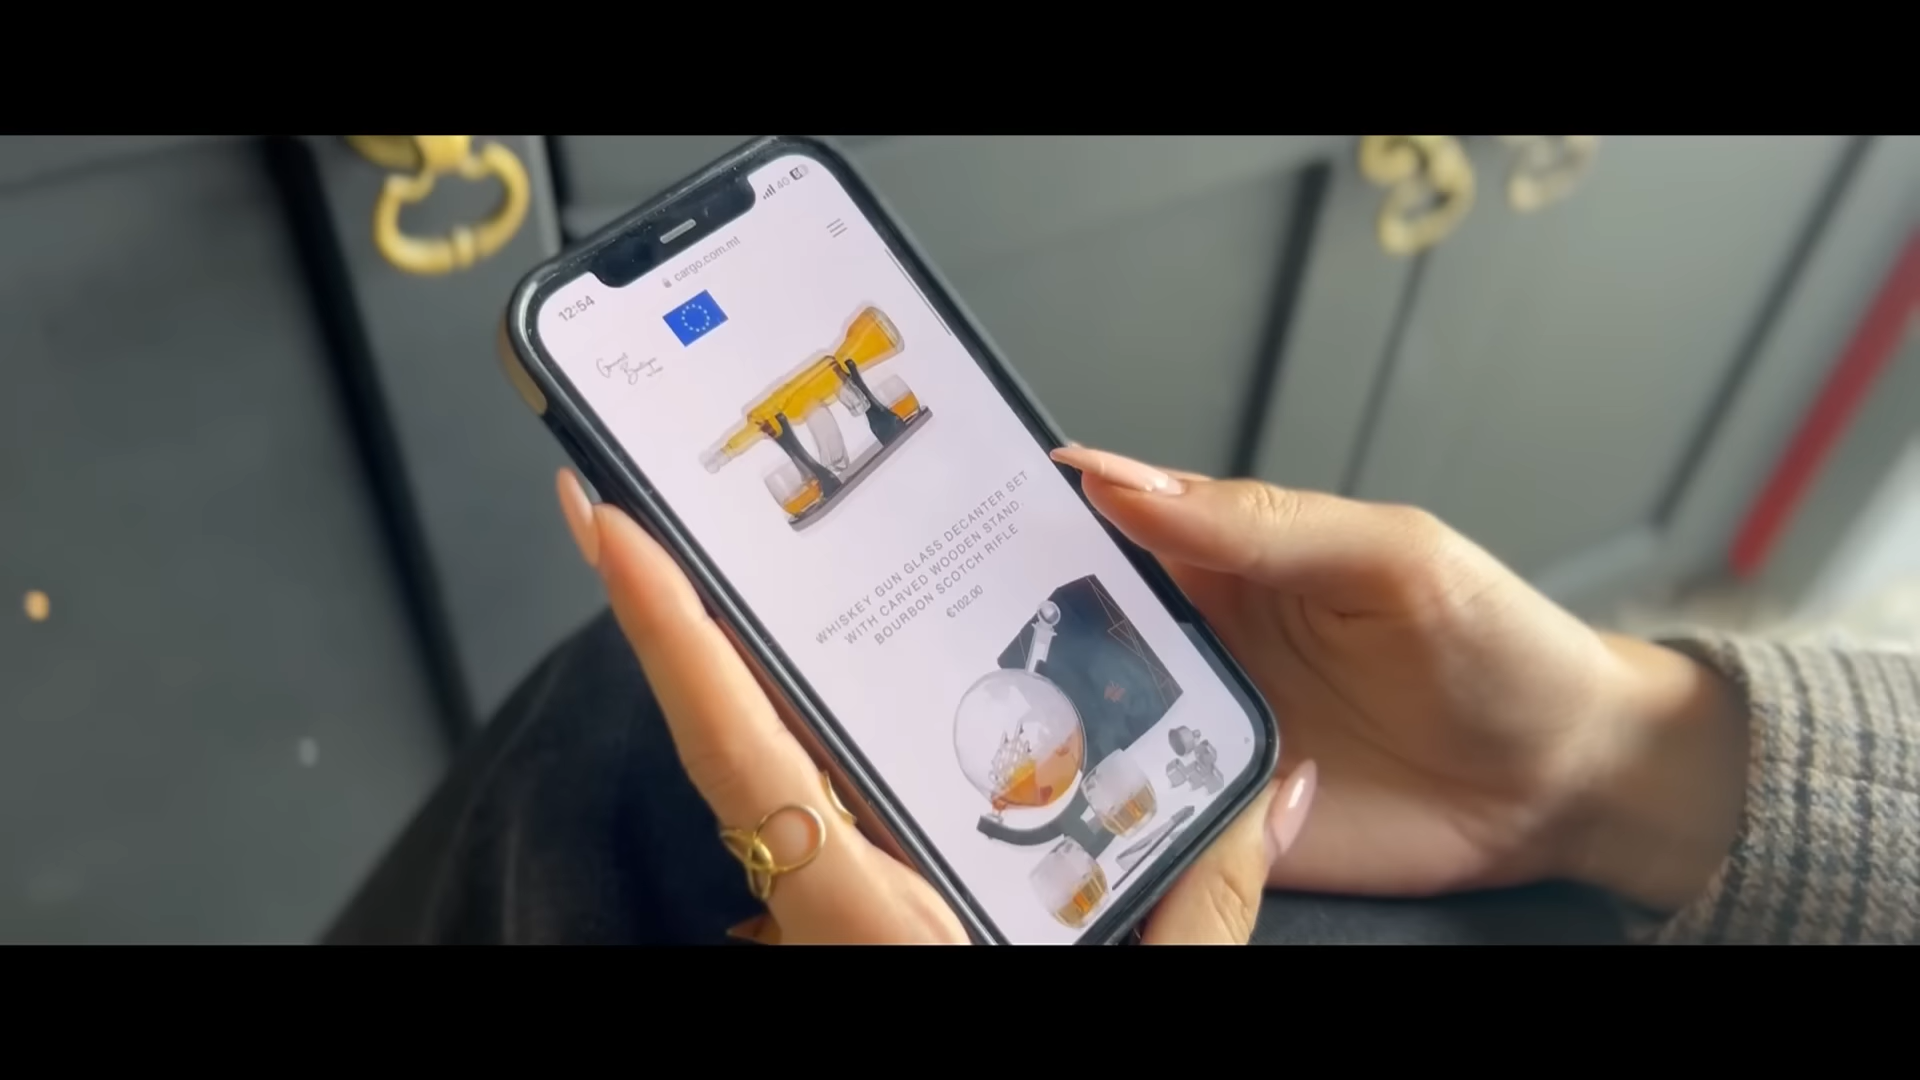 12:54
4G
cargo.com.mt
WHISKEY GUN GLASS DECANTER SET
WITH CARVED WOODEN STAND.
BOURBON SCOTCH RIFLE
€102.00